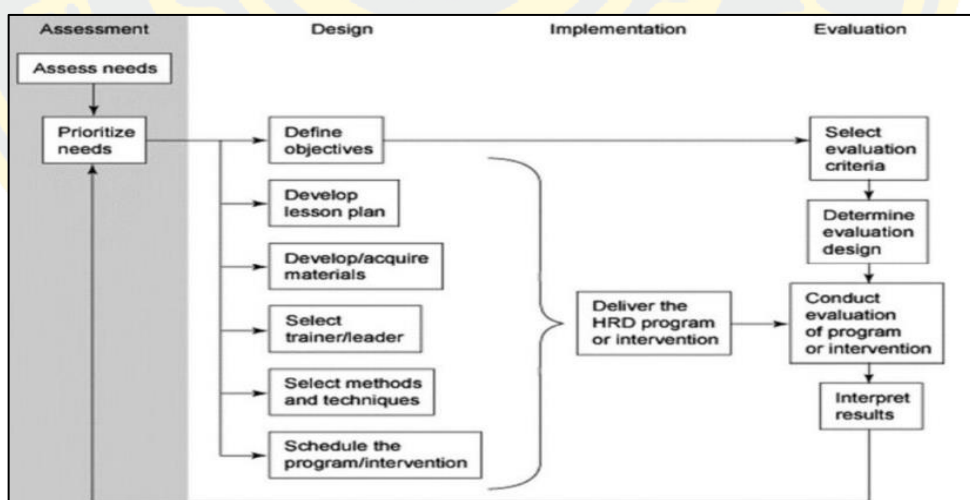 Assessment
Design
Implementation
Evaluation
Assess needs
Prioritize
needs
Define
objectives
Develop
lesson plan
Develop/acquire
materials
Select
trainer/leader
Select methods
and techniques
Schedule the
program/intervention
Deliver the
HRD program
or intervention
Select
evaluation
criteria
Determine
evaluation
design
Conduct
evaluation
of program
or intervention
Interpret
results